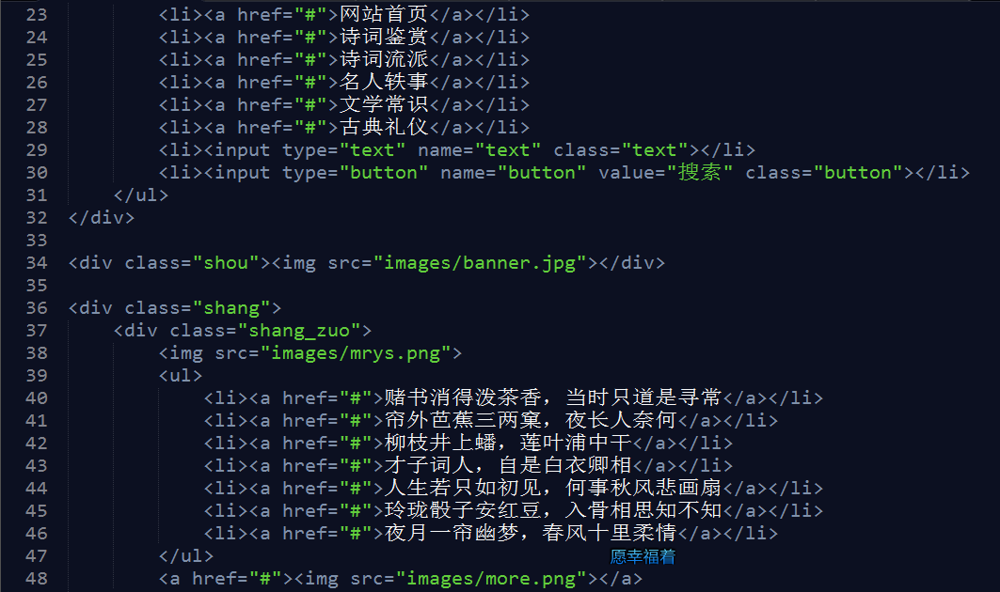 23 <li><a href="#">网站首页</a></li>
24 <li><a href="#">诗词鉴赏</a></li>
25 <li><a href="#">诗词流派</a></li>
26 <li><a href="#">名人轶事</a></li>
27 <li><a href="#">文学常识</a></li>
28 <li><a href="#">古典礼仪</a></li>
29 <li><input type="text" name="text" class="text"></li>
30 <li><input type="button" name="button" value="搜索" class="button"></li>
31 </ul>
32 </div>
33
34 <div class="shou"><img src="images/banner.jpg"></div>
35
36 <div class="shang">
37 <div class="shang_zuo">
38 <img src="images/mrys.png">
39 <ul>
40 <li><a href="#">赌书消得泼茶香，当时只道是寻常</a></li>
41 <li><a href="#">帘外芭蕉三两窠，夜长人奈何</a></li>
42 <li><a href="#">柳枝井上蟠，莲叶浦中干</a></li>
43 <li><a href="#">才子词人，自是白衣卿相</a></li>
44 <li><a href="#">人生若只如初见，何事秋风悲画扇</a></li>
45 <li><a href="#">玲珑骰子安红豆，入骨相思知不知</a></li>
46 <li><a href="#">夜月一帘幽梦，春风十里柔情</a></li>
47 </ul>
愿幸福着
48 <a href="#"><img src="images/more.png"></a>